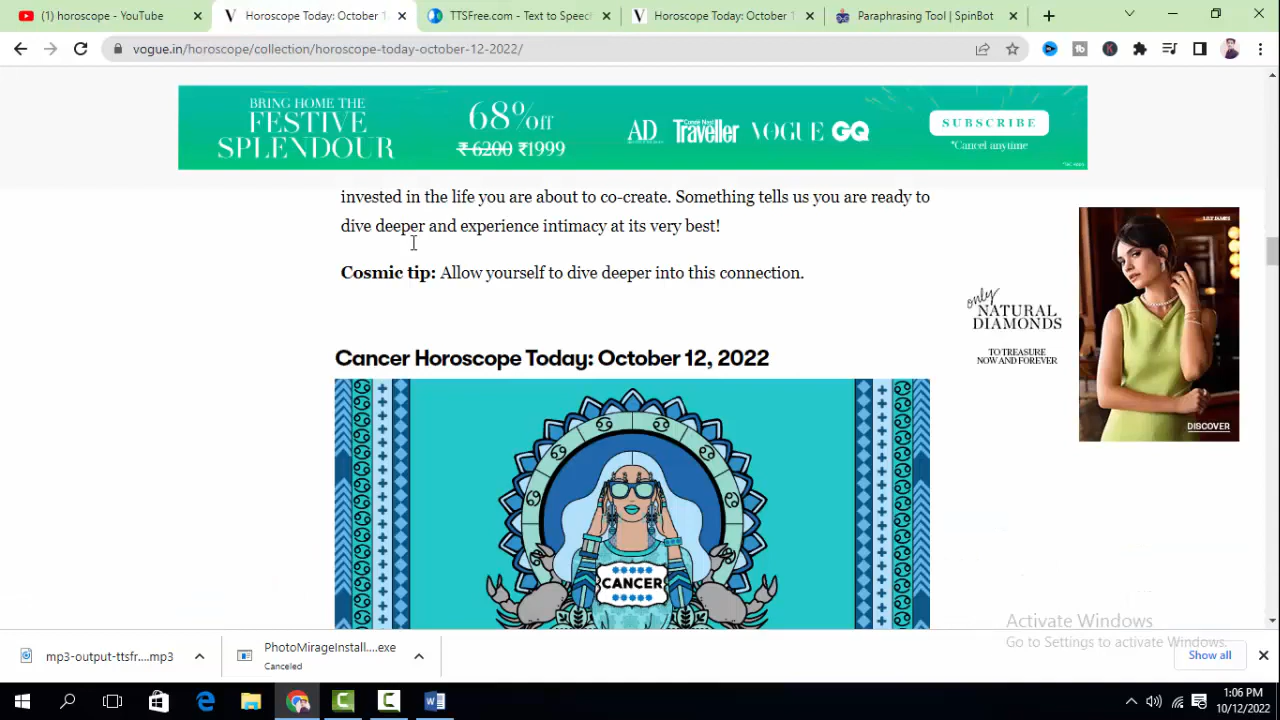 (1) horoscope - YouTube
Horoscope Today: October 1
TTSFree.com - Text to Speech
Horoscope Today: October 1
Paraphrasing Tool | SpinBot
vogue.in/horoscope/collection/horoscope-today-october-12-2022/
BRING HOME THE
FESTIVE
SPLENDOUR
68% off
₹ 6200 ₹1999
AD
Condé Nast
Traveller
VOGUE
GQ
SUBSCRIBE
*Cancel anytime
invested in the life you are about to co-create. Something tells us you are ready to
dive deeper and experience intimacy at its very best!
Cosmic tip: Allow yourself to dive deeper into this connection.
LILY JAMES
only
NATURAL
DIAMONDS
TO TREASURE
NOW AND FOREVER
DISCOVER
Cancer Horoscope Today: October 12, 2022
CANCER
Activate Windows
Go to Settings to activate Windows.
mp3-output-ttsfr....mp3
PhotoMirageInstall....exe
Canceled
Show all
1:06 PM
10/12/2022